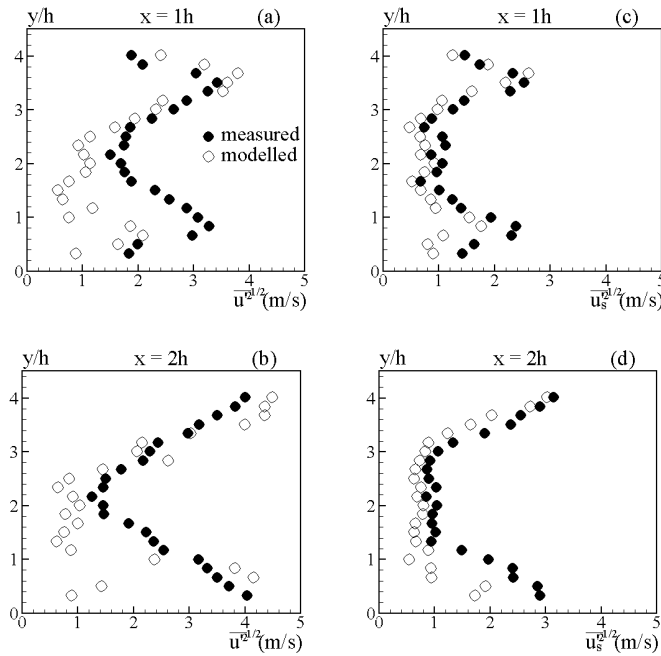 y/h x = 1h (a)
4
3
2
1
0
0 1 2 3 4 5
u'²^1/2 (m/s)
measured
modelled
y/h x = 1h (c)
4
3
2
1
0
0 1 2 3 4 5
u_s'²^1/2 (m/s)
measured
modelled
y/h x = 2h (b)
4
3
2
1
0
0 1 2 3 4 5
u'²^1/2 (m/s)
y/h x = 2h (d)
4
3
2
1
0
0 1 2 3 4 5
u_s'²^1/2 (m/s)